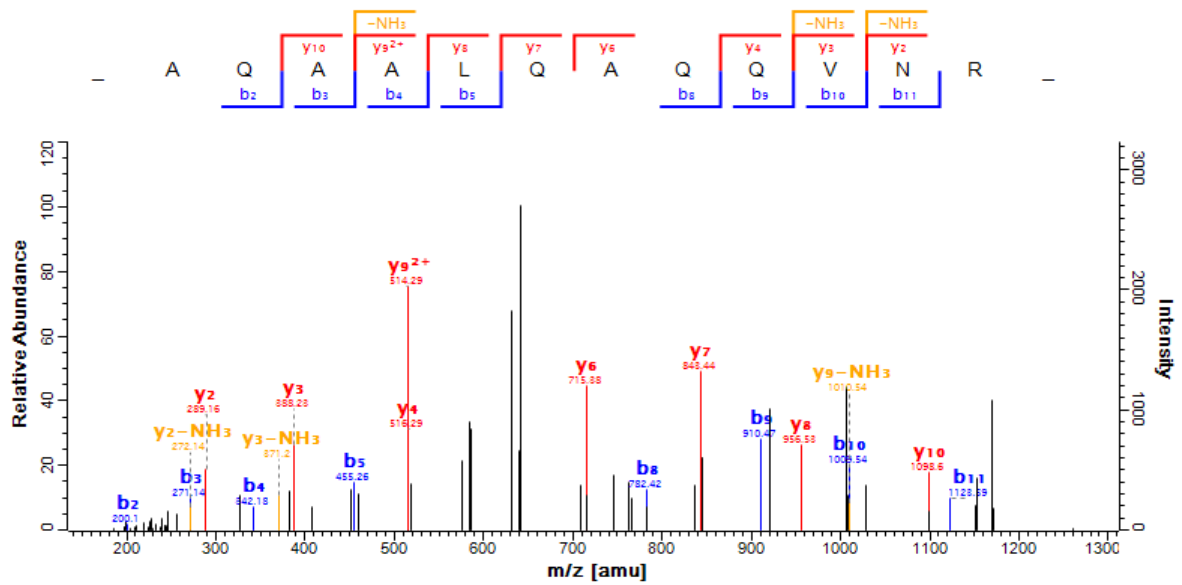 −NH₃ −NH₃ −NH₃
y₁₀ y₉²⁺ y₈ y₇ y₆ y₄ y₃ y₂
_ A Q A A L Q A Q Q V N R _
b₂ b₃ b₄ b₅ b₈ b₉ b₁₀ b₁₁
120 3000
100
y₉²⁺
514.29
80
2000
60
y₇
843.44
y₆
715.38
y₉−NH₃
1010.54
y₃
388.23
y₂
289.16
y₄
516.29
40
1000
b₉
910.47
y₈
956.53
y₂−NH₃
272.14
y₃−NH₃
371.2
b₁₀
1009.54
y₁₀
1098.6
20
b₃
271.14
b₄
342.18
b₅
455.26
b₈
782.42
b₁₁
b₂
200.1
0 0
200 300 400 500 600 700 800 900 1000 1100 1200 1300
m/z [amu]
Relative Abundance
Intensity